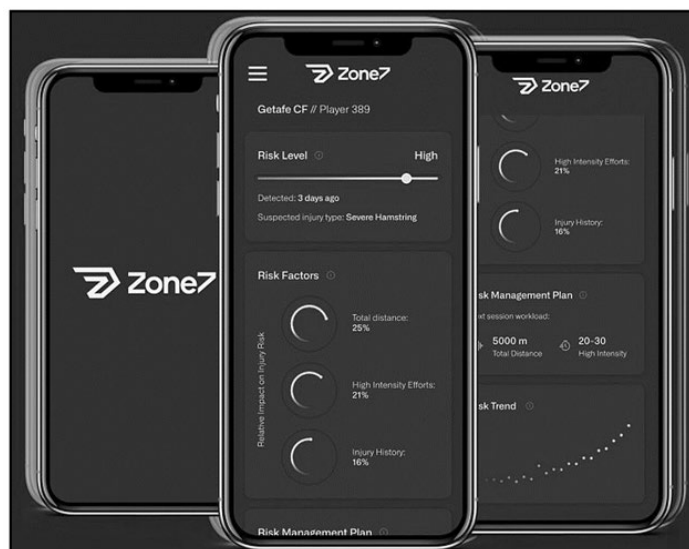 Zone7
Zone7
Getafe CF // Player 389
Risk Level
High
Detected: 3 days ago
Suspected injury type: Severe Hamstring
Risk Factors
Relative Impact on Injury Risk
Total distance:
25%
High Intensity Efforts:
21%
Injury History:
16%
Risk Management Plan
Zone7
High Intensity Efforts:
21%
Injury History:
16%
sk Management Plan
xt session workload:
5000 m
Total Distance
20-30
High Intensity
sk Trend